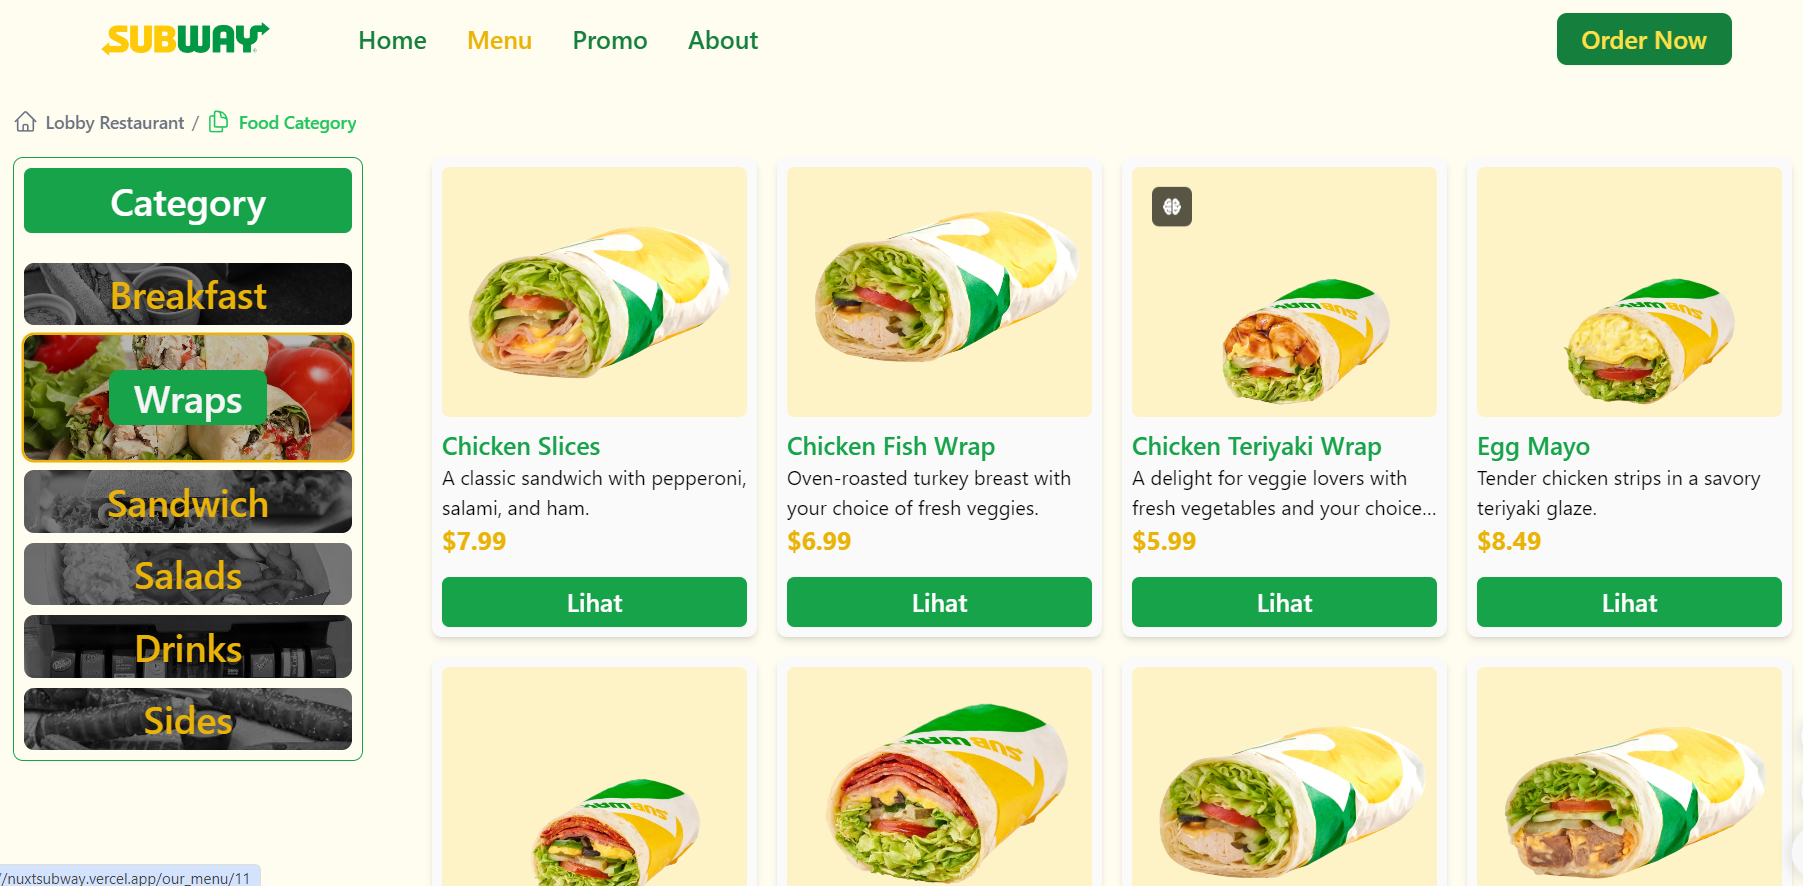 SUBWAY
Home
Menu
Promo
About
Order Now
Lobby Restaurant / Food Category
Category
Breakfast
Wraps
Sandwich
Salads
Drinks
Sides
Chicken Slices
A classic sandwich with pepperoni,
salami, and ham.
$7.99
Lihat
Chicken Fish Wrap
Oven-roasted turkey breast with
your choice of fresh veggies.
$6.99
Lihat
Chicken Teriyaki Wrap
A delight for veggie lovers with
fresh vegetables and your choice...
$5.99
Lihat
Egg Mayo
Tender chicken strips in a savory
teriyaki glaze.
$8.49
Lihat
/nuxtsubway.vercel.app/our_menu/11